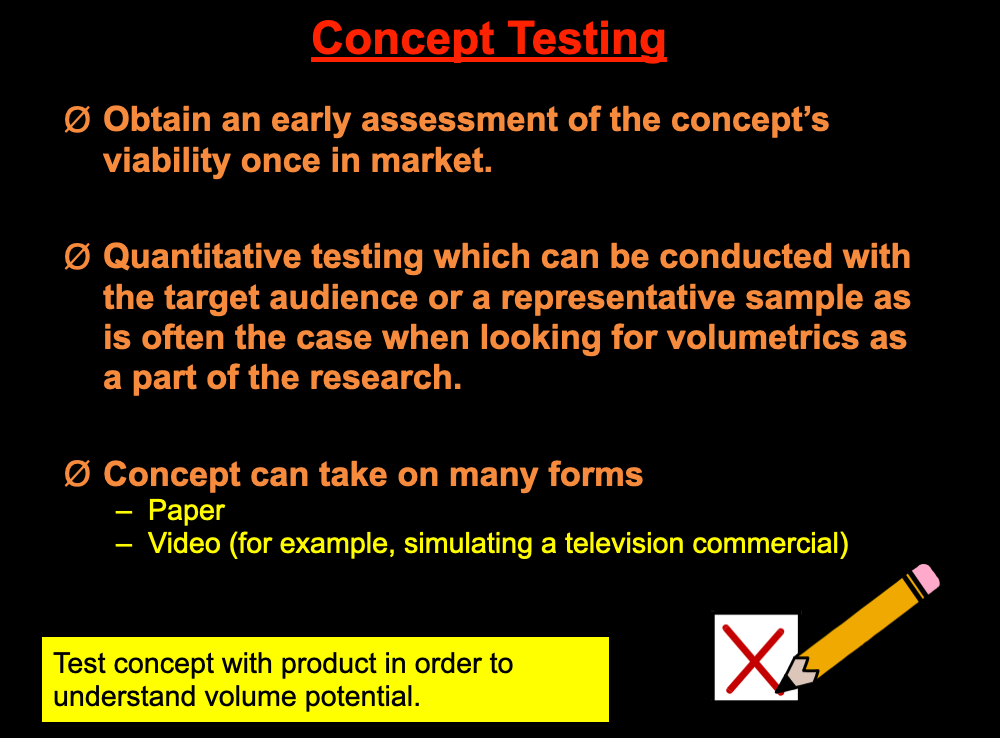 Concept Testing
Ø Obtain an early assessment of the concept’s
viability once in market.
Ø Quantitative testing which can be conducted with
the target audience or a representative sample as
is often the case when looking for volumetrics as
a part of the research.
Ø Concept can take on many forms
– Paper
– Video (for example, simulating a television commercial)
Test concept with product in order to
understand volume potential.